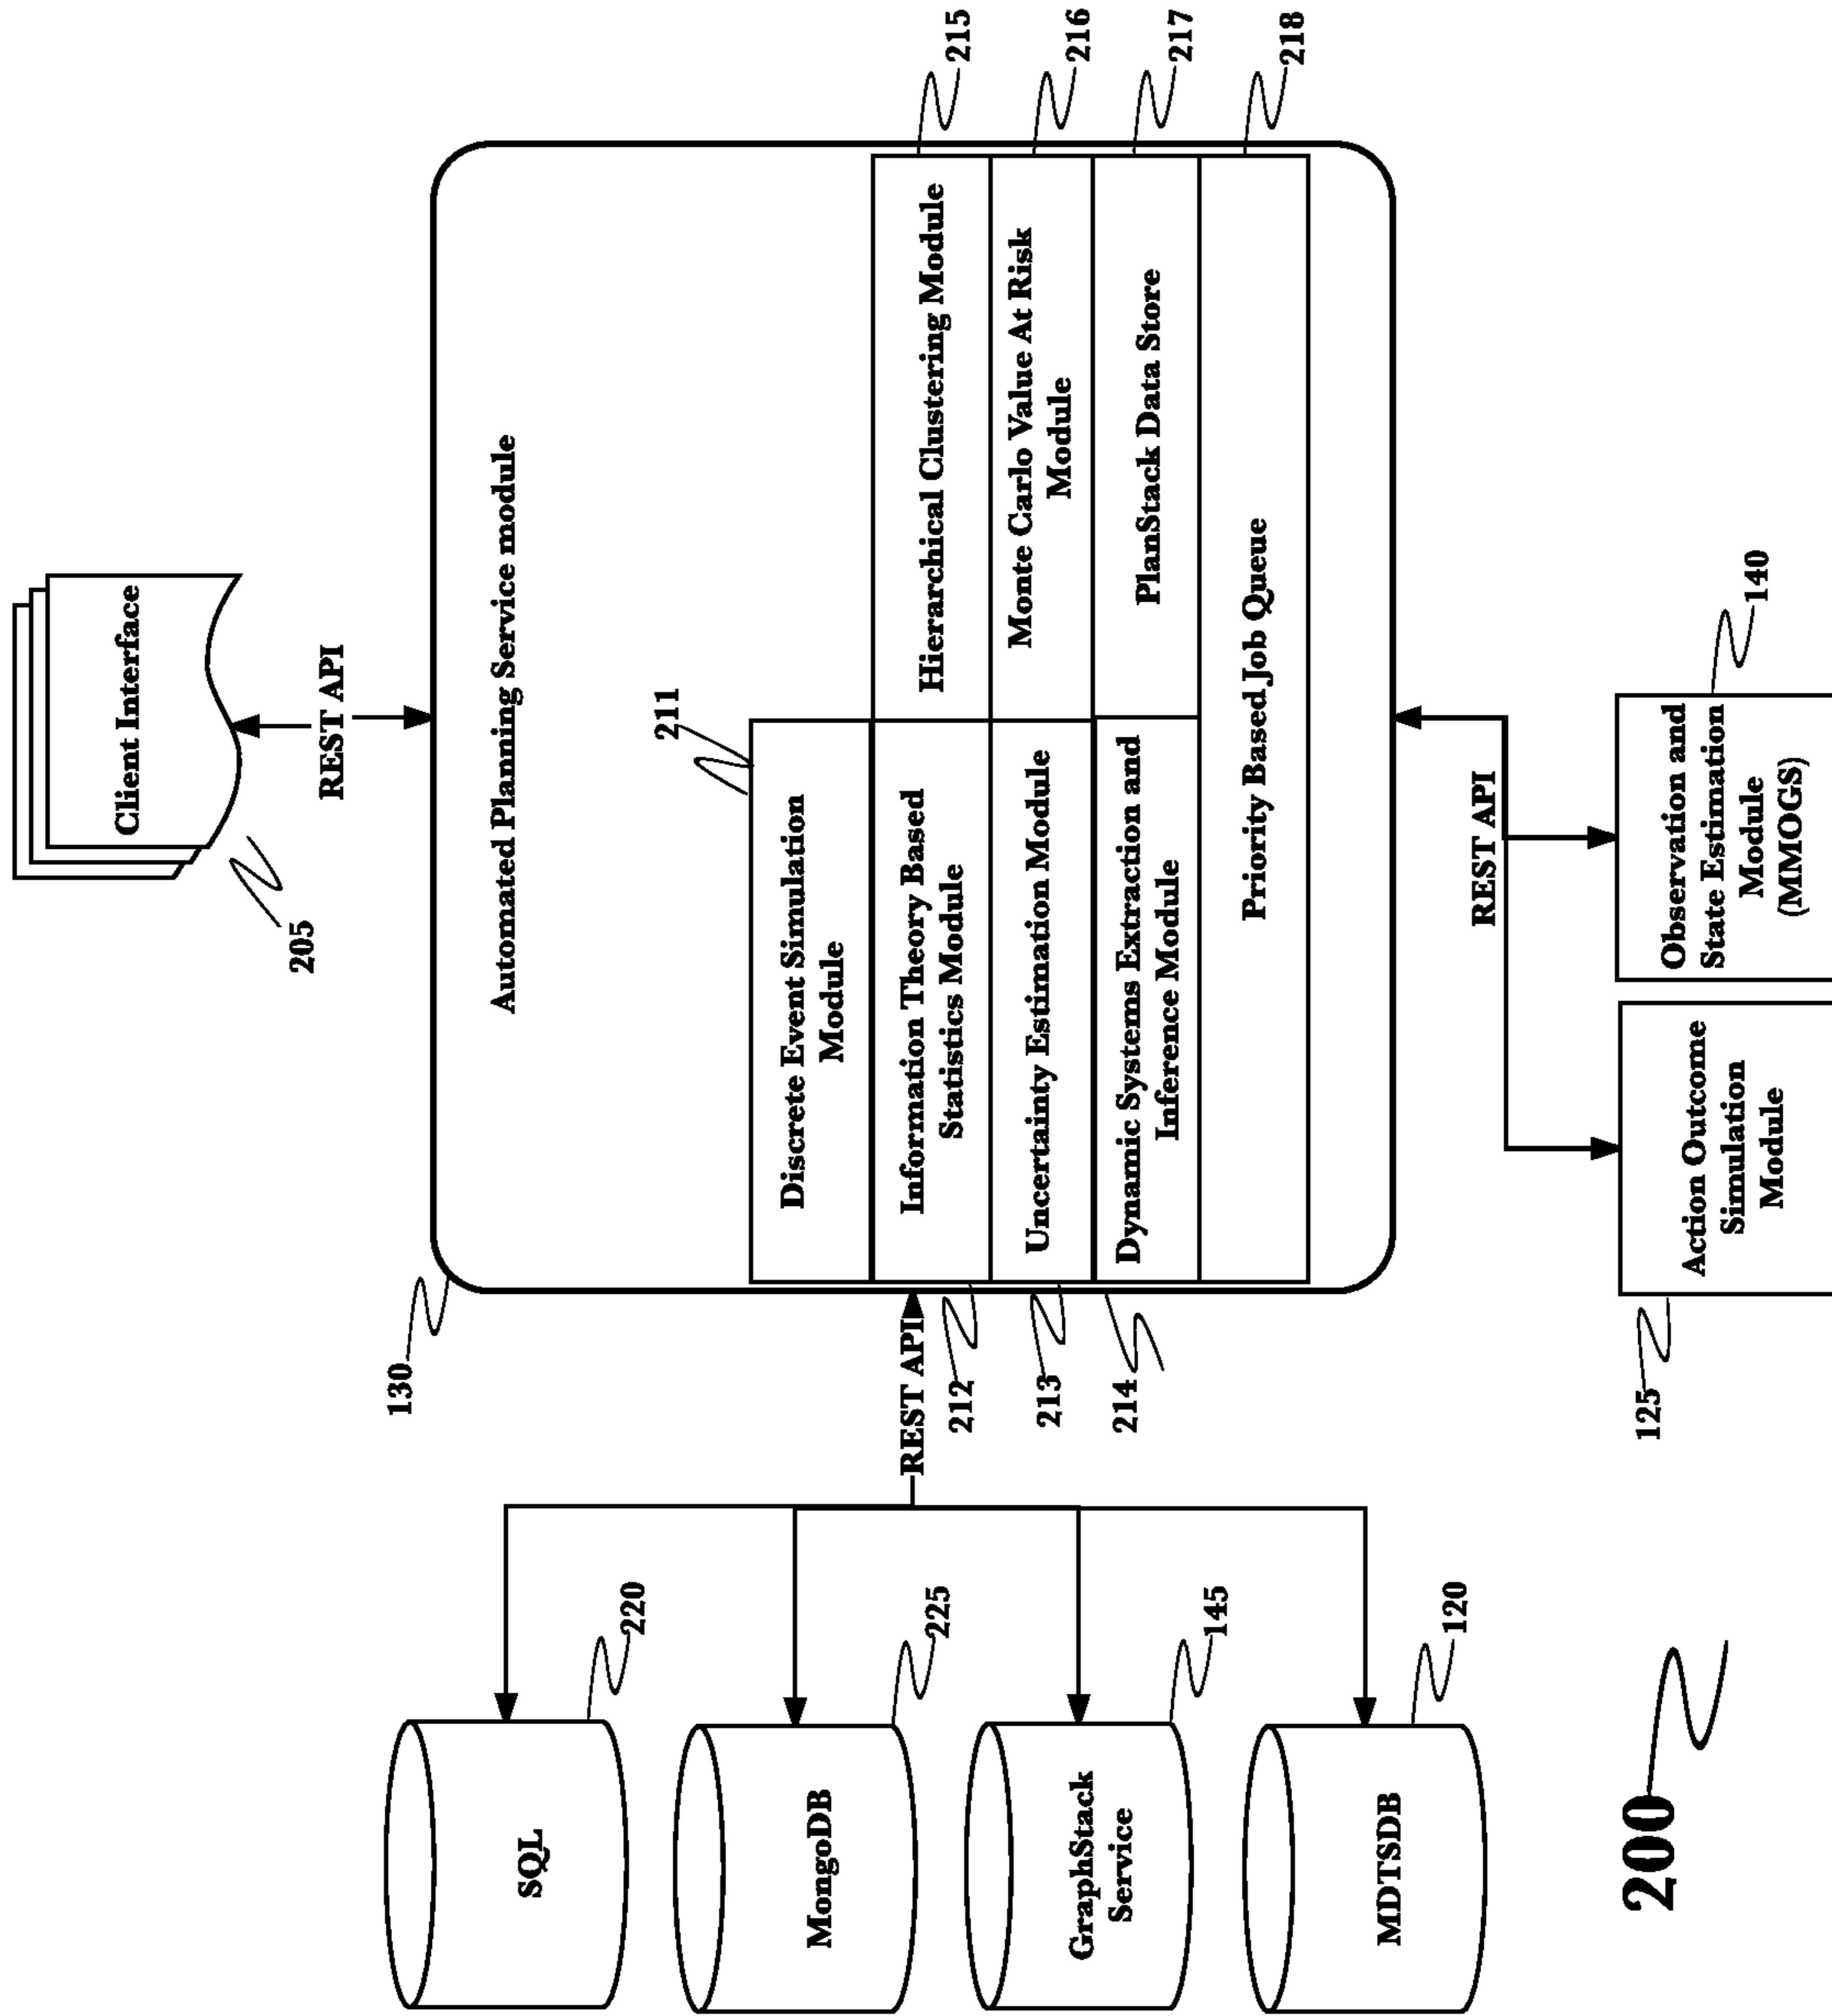 Client Interface
205
REST API
130
Automated Planning Service module
211
Discrete Event Simulation
Module
Information Theory Based
Statistics Module
Hierarchical Clustering Module
215
Uncertainty Estimation Module
Monte Carlo Value At Risk
Module
216
Dynamic Systems Extraction and
Inference Module
PlanStack Data Store
217
Priority Based Job Queue
218
REST API
212
213
214
SQL
220
MongoDB
225
GraphStack
Service
145
MDTSDB
120
REST API
125
Action Outcome
Simulation
Module
Observation and
State Estimation
Module
(MMOGS)
140
200